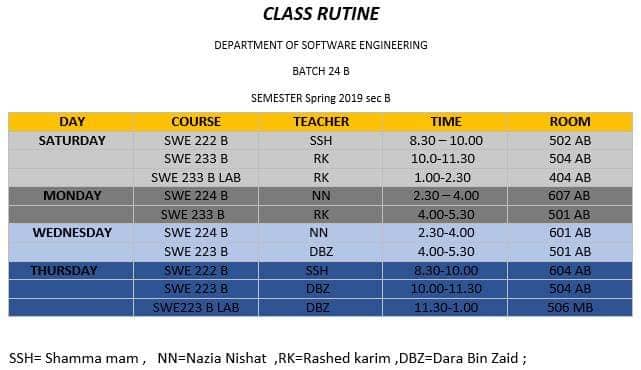 CLASS RUTINE
DEPARTMENT OF SOFTWARE ENGINEERING
BATCH 24 B
SEMESTER Spring 2019 sec B
DAY COURSE TEACHER TIME ROOM
SATURDAY SWE 222 B SSH 8.30 – 10.00 502 AB
SWE 233 B RK 10.0-11.30 504 AB
SWE 233 B LAB RK 1.00-2.30 404 AB
MONDAY SWE 224 B NN 2.30 – 4.00 607 AB
SWE 233 B RK 4.00-5.30 501 AB
WEDNESDAY SWE 224 B NN 2.30-4.00 601 AB
SWE 223 B DBZ 4.00-5.30 501 AB
THURSDAY SWE 222 B SSH 8.30-10.00 604 AB
SWE 223 B DBZ 10.00-11.30 504 AB
SWE223 B LAB DBZ 11.30-1.00 506 MB
SSH= Shamma mam , NN=Nazia Nishat ,RK=Rashed karim ,DBZ=Dara Bin Zaid ;